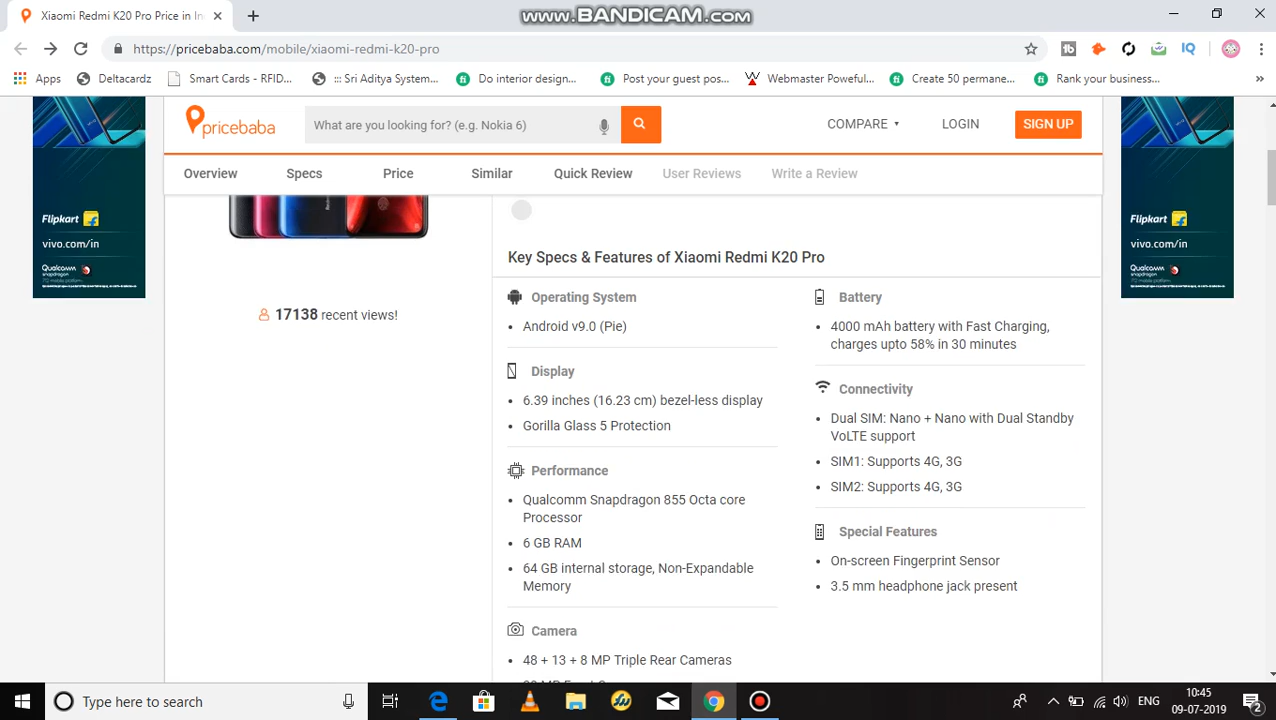 www.BANDICAM.com
Xiaomi Redmi K20 Pro Price in In
https://pricebaba.com/mobile/xiaomi-redmi-k20-pro
Apps
Deltacardz
Smart Cards - RFID...
::: Sri Aditya System...
Do interior design...
Post your guest pos...
Webmaster Poweful...
Create 50 permane...
Rank your business...
»
pricebaba
What are you looking for? (e.g. Nokia 6)
COMPARE
LOGIN
SIGN UP
Overview
Specs
Price
Similar
Quick Review
User Reviews
Write a Review
Flipkart
vivo.com/in
Qualcomm
snapdragon
Flipkart
vivo.com/in
Qualcomm
snapdragon
17138 recent views!
Key Specs & Features of Xiaomi Redmi K20 Pro
Operating System
Android v9.0 (Pie)
Display
6.39 inches (16.23 cm) bezel-less display
Gorilla Glass 5 Protection
Performance
Qualcomm Snapdragon 855 Octa core
Processor
6 GB RAM
64 GB internal storage, Non-Expandable
Memory
Camera
48 + 13 + 8 MP Triple Rear Cameras
Battery
4000 mAh battery with Fast Charging,
charges upto 58% in 30 minutes
Connectivity
Dual SIM: Nano + Nano with Dual Standby
VoLTE support
SIM1: Supports 4G, 3G
SIM2: Supports 4G, 3G
Special Features
On-screen Fingerprint Sensor
3.5 mm headphone jack present
Type here to search
ENG
10:45
09-07-2019
2